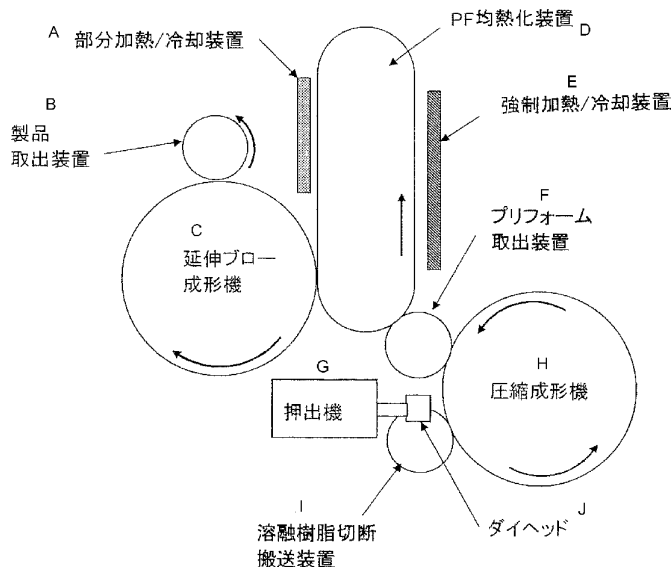 A
部分加熱/冷却装置
PF均熱化装置
D
B
製品
取出装置
E
強制加熱/冷却装置
F
プリフォーム
取出装置
C
延伸ブロー
成形機
G
押出機
H
圧縮成形機
I
溶融樹脂切断
搬送装置
J
ダイヘッド